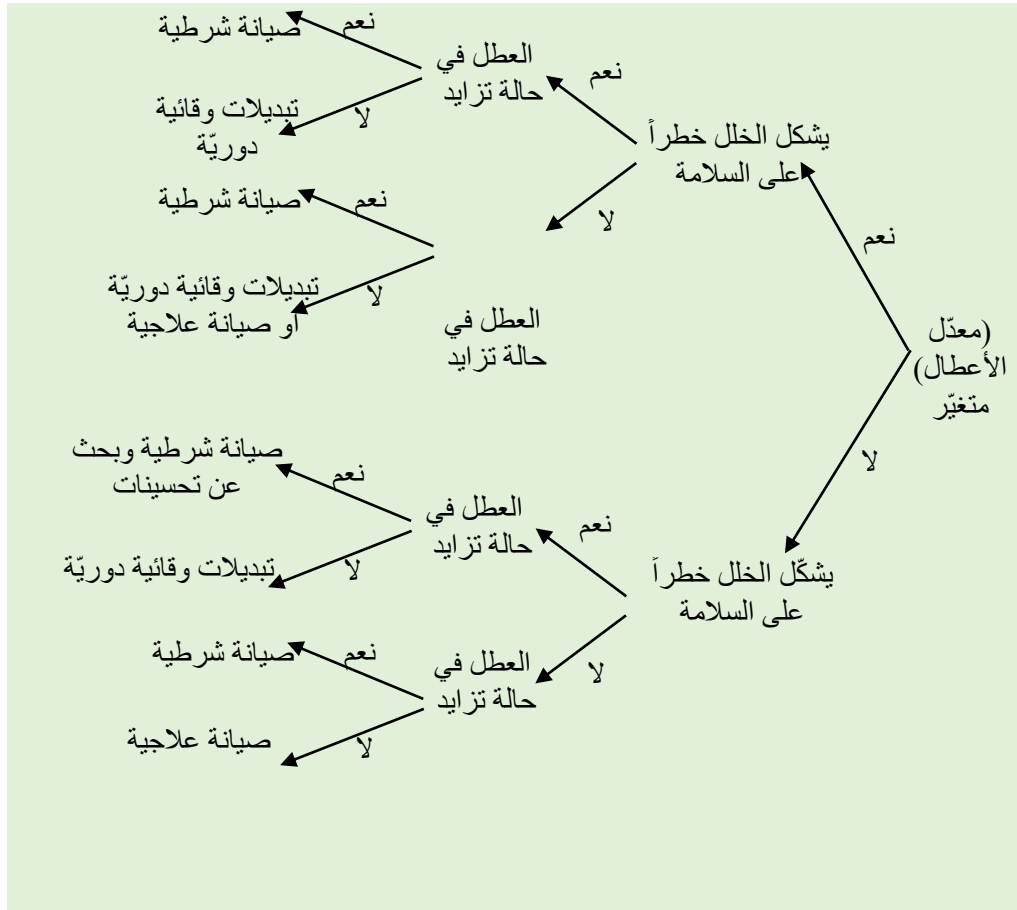 (معدّل
الأعطال)
متغيّر
نعم
لا
يشكل الخلل خطراً
على السلامة
نعم
لا
العطل في
حالة تزايد
نعم
صيانة شرطية
لا
تبديلات وقائية
دوريّة
العطل في
حالة تزايد
نعم
صيانة شرطية
لا
تبديلات وقائية دوريّة
او صيانة علاجية
يشكّل الخلل خطراً
على السلامة
نعم
لا
العطل في
حالة تزايد
نعم
صيانة شرطية وبحث
عن تحسينات
لا
تبديلات وقائية دوريّة
العطل في
حالة تزايد
نعم
صيانة شرطية
لا
صيانة علاجية